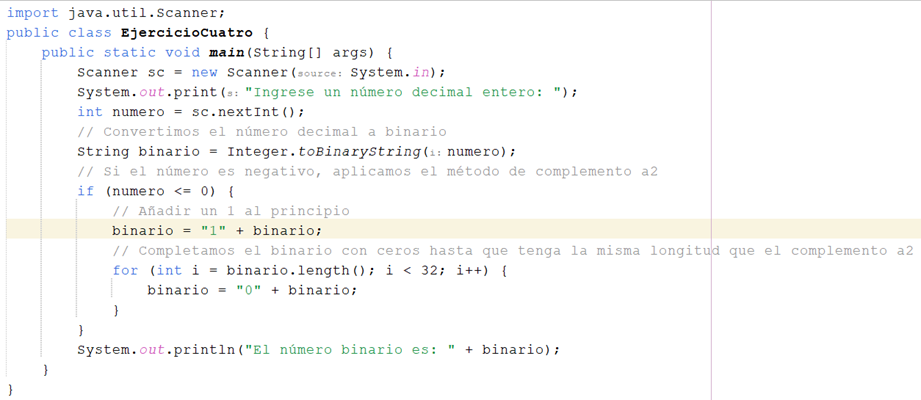 import java.util.Scanner;
public class EjercicioCuatro {
    public static void main(String[] args) {
        Scanner sc = new Scanner(source: System.in);
        System.out.print(s: "Ingrese un número decimal entero: ");
        int numero = sc.nextInt();
        // Convertimos el número decimal a binario
        String binario = Integer.toBinaryString(i: numero);
        // Si el número es negativo, aplicamos el método de complemento a2
        if (numero <= 0) {
            // Añadir un 1 al principio
            binario = "1" + binario;
            // Completamos el binario con ceros hasta que tenga la misma longitud que el complemento a2
            for (int i = binario.length(); i < 32; i++) {
                binario = "0" + binario;
            }
        }
        System.out.println("El número binario es: " + binario);
    }
}